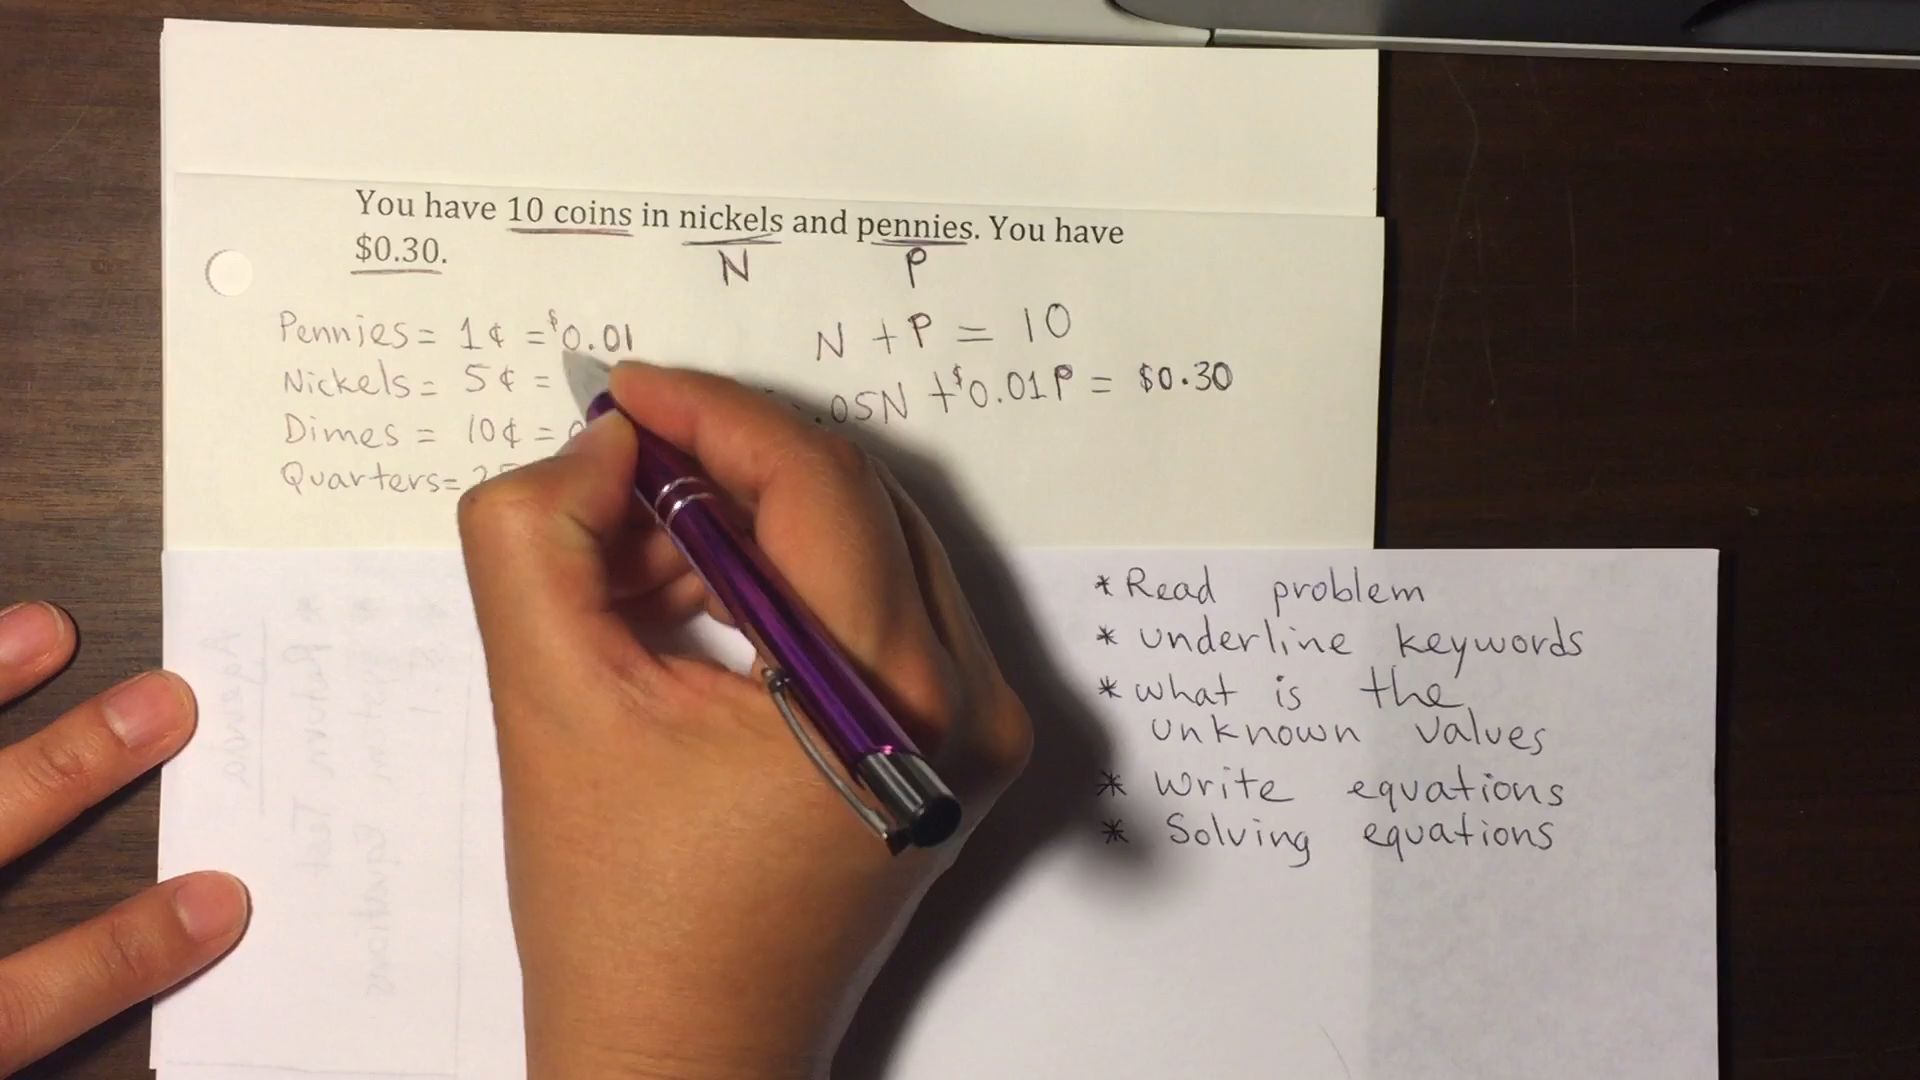 You have 10 coins in nickels and pennies. You have
$0.30.
N P
Pennies = 1¢ = $0.01
Nickels = 5¢ =
Dimes = 10¢ =
Quarters =
N + P = 10
.05N + $0.01P = $0.30
* Read problem
* underline keywords
* what is the
unknown values
* Write equations
* Solving equations